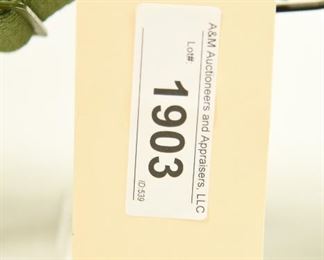 A&M Auctioneers and Appraisers, LLC
Lot#:
1903
ID:539